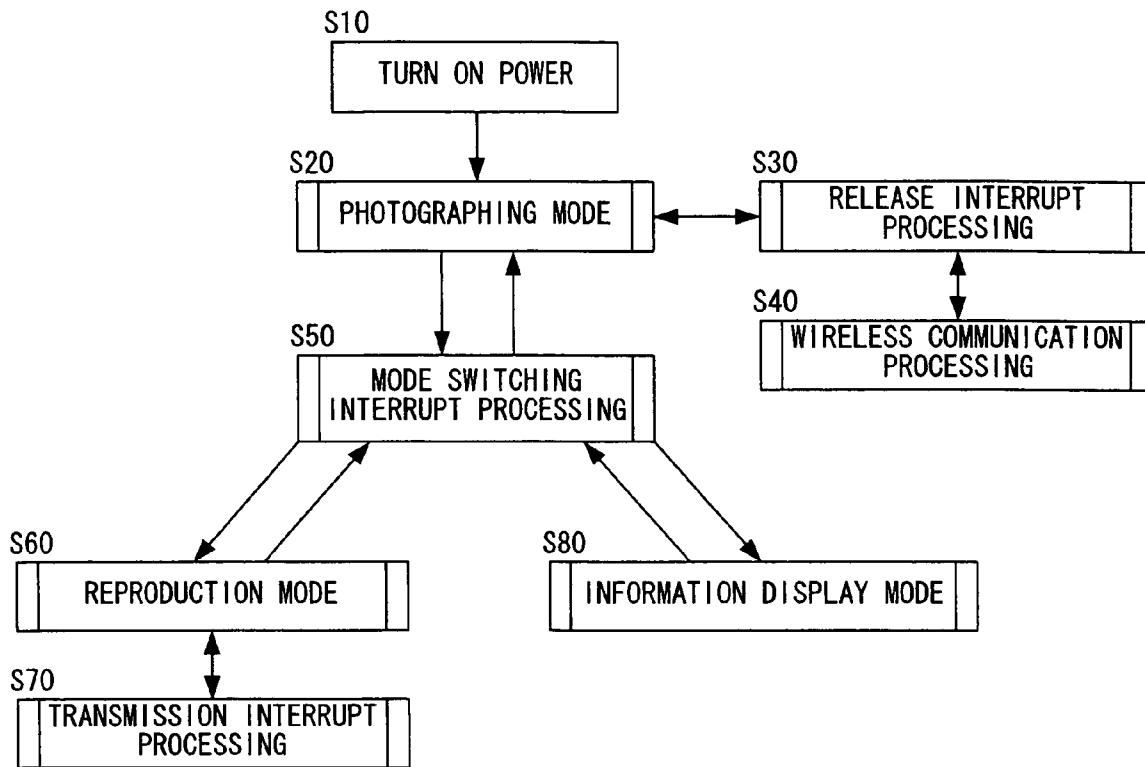 S10
TURN ON POWER
S20
PHOTOGRAPHING MODE
S30
RELEASE INTERRUPT
PROCESSING
S40
WIRELESS COMMUNICATION
PROCESSING
S50
MODE SWITCHING
INTERRUPT PROCESSING
S60
REPRODUCTION MODE
S80
INFORMATION DISPLAY MODE
S70
TRANSMISSION INTERRUPT
PROCESSING